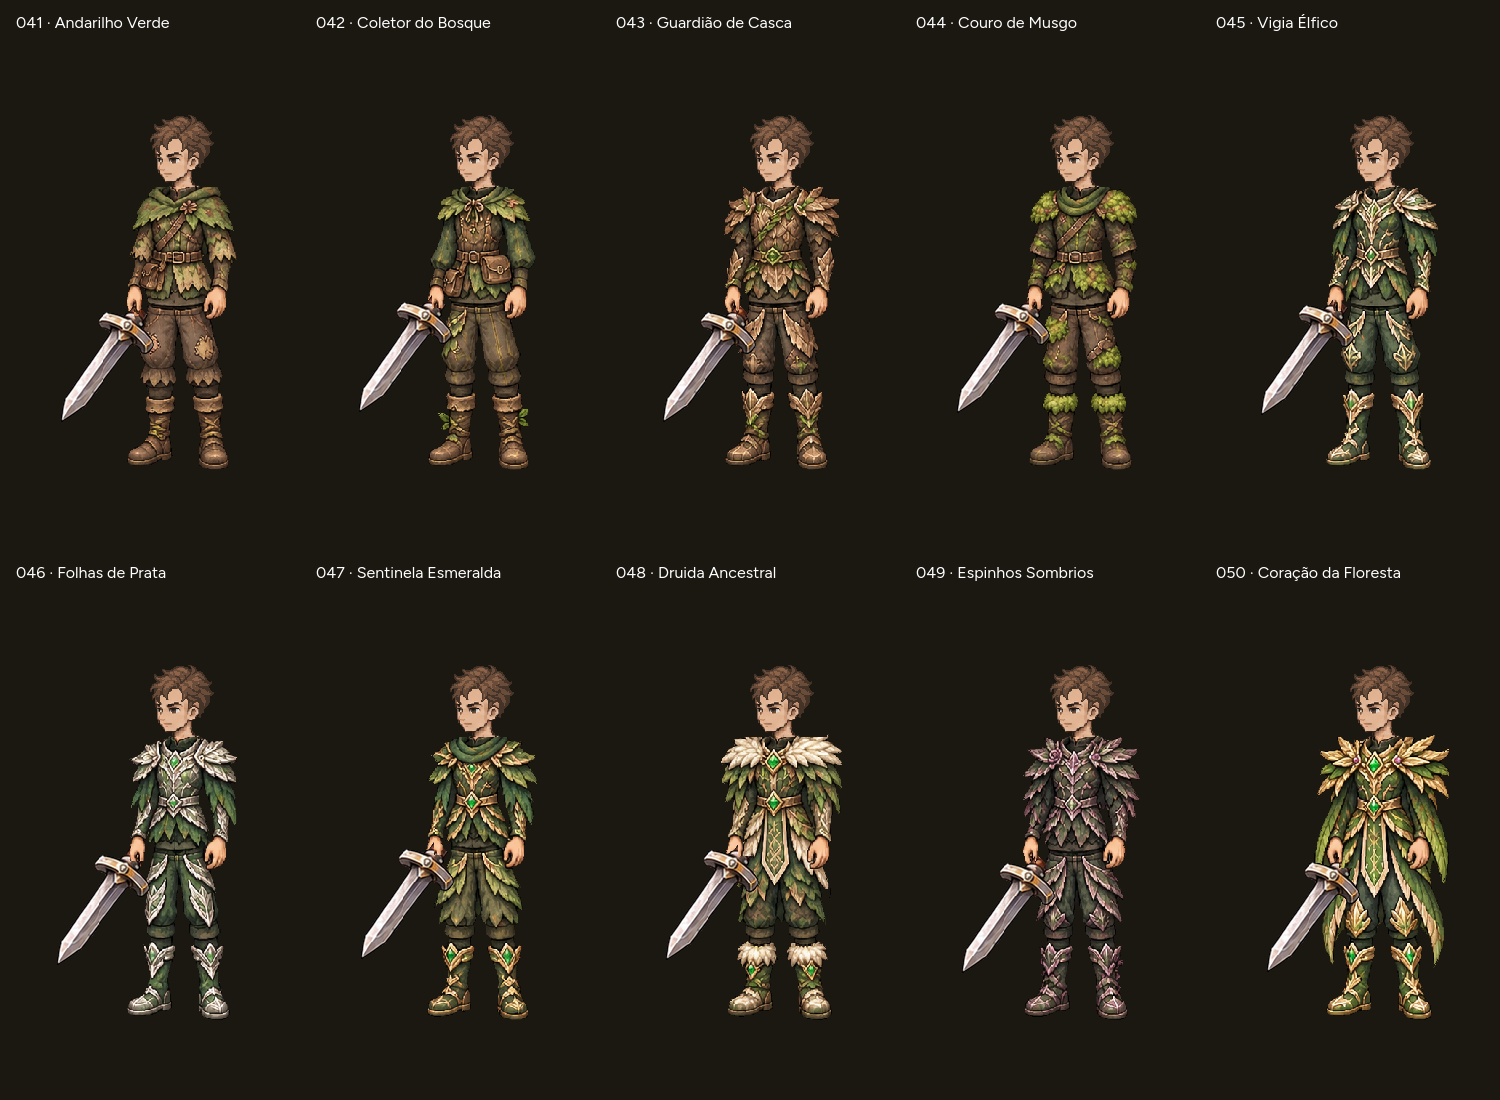 041 · Andarilho Verde
042 · Coletor do Bosque
043 · Guardião de Casca
044 · Couro de Musgo
045 · Vigia Élfico
046 · Folhas de Prata
047 · Sentinela Esmeralda
048 · Druida Ancestral
049 · Espinhos Sombrios
050 · Coração da Floresta